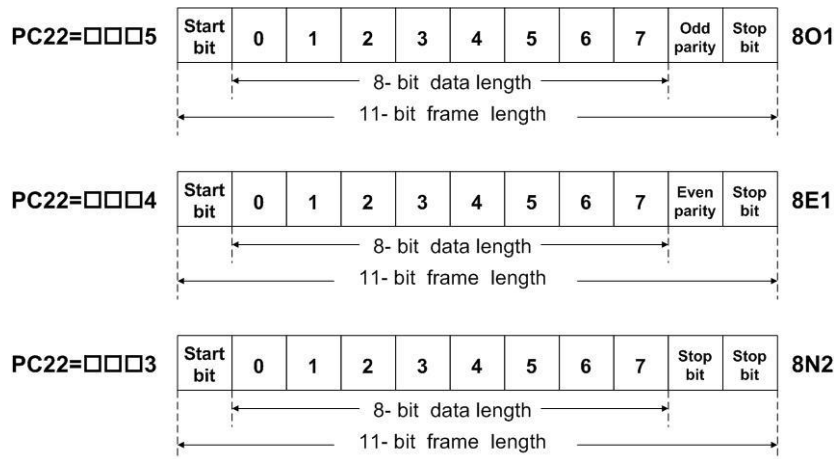 PC22=□□□5 Start bit 0 1 2 3 4 5 6 7 Odd parity Stop bit 8O1
8- bit data length
11- bit frame length
PC22=□□□4 Start bit 0 1 2 3 4 5 6 7 Even parity Stop bit 8E1
8- bit data length
11- bit frame length
PC22=□□□3 Start bit 0 1 2 3 4 5 6 7 Stop bit Stop bit 8N2
8- bit data length
11- bit frame length